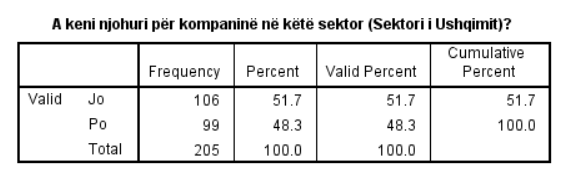 A keni njohuri për kompaninë në këtë sektor (Sektori i Ushqimit)?
Frequency Percent Valid Percent Cumulative Percent
Valid Jo 106 51.7 51.7 51.7
Po 99 48.3 48.3 100.0
Total 205 100.0 100.0